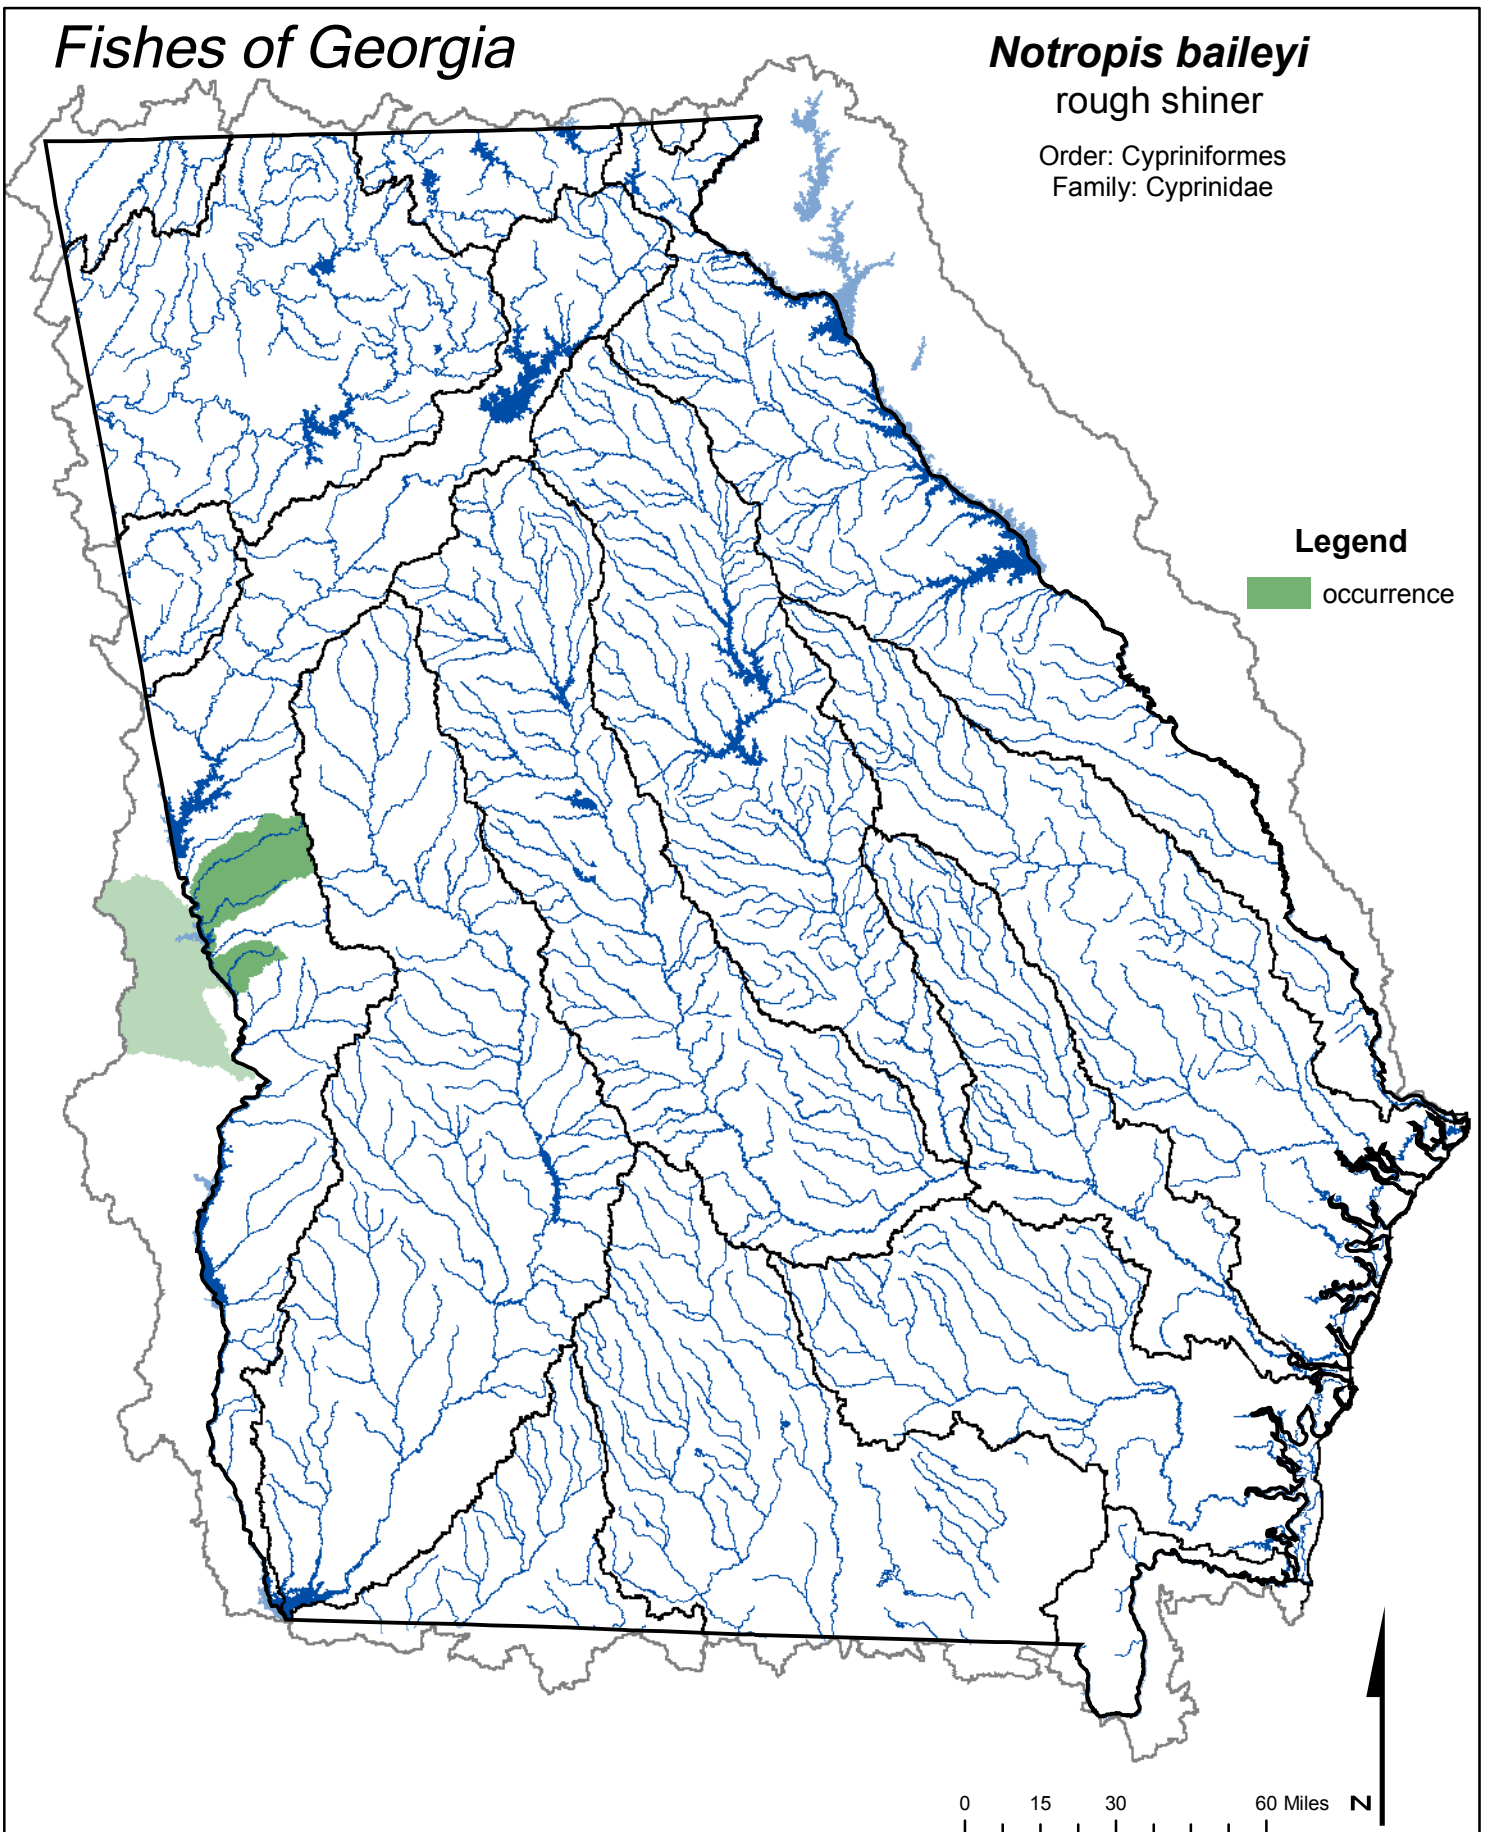 Fishes of Georgia
Notropis baileyi
rough shiner
Order: Cypriniformes
Family: Cyprinidae
Legend
occurrence
0 15 30 60 Miles
N